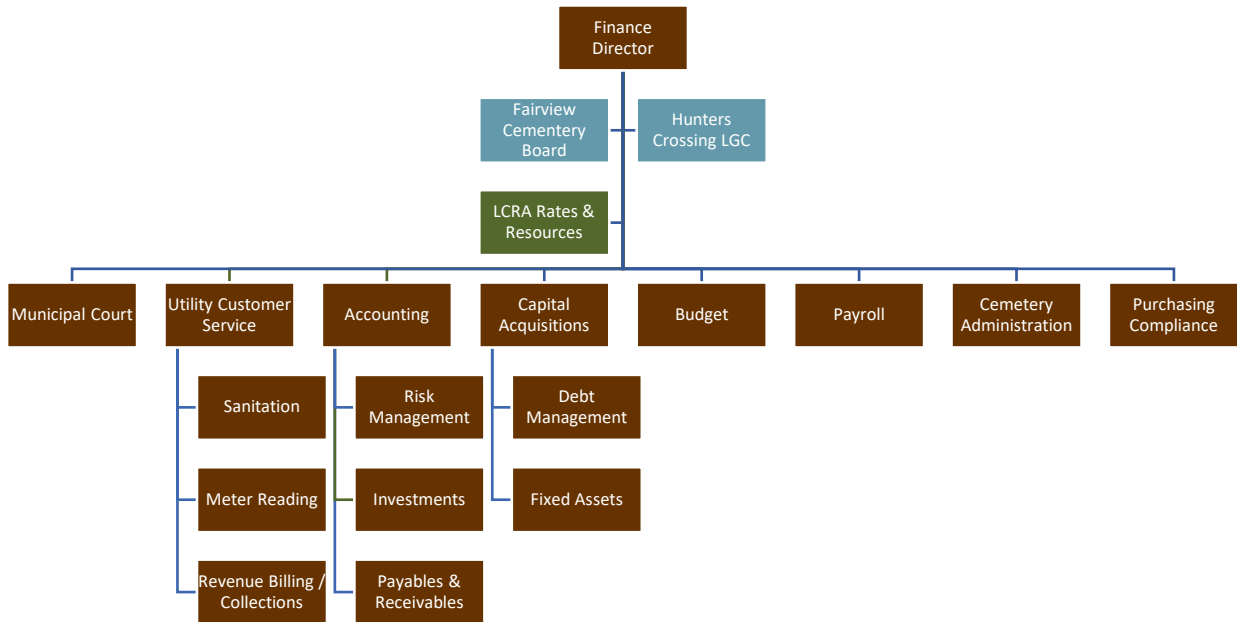 Finance
Director
Fairview
Cementery
Board
Hunters
Crossing LGC
LCRA Rates &
Resources
Municipal Court
Utility Customer
Service
Accounting
Capital
Acquisitions
Budget
Payroll
Cemetery
Administration
Purchasing
Compliance
Sanitation
Risk
Management
Debt
Management
Meter Reading
Investments
Fixed Assets
Revenue Billing /
Collections
Payables &
Receivables